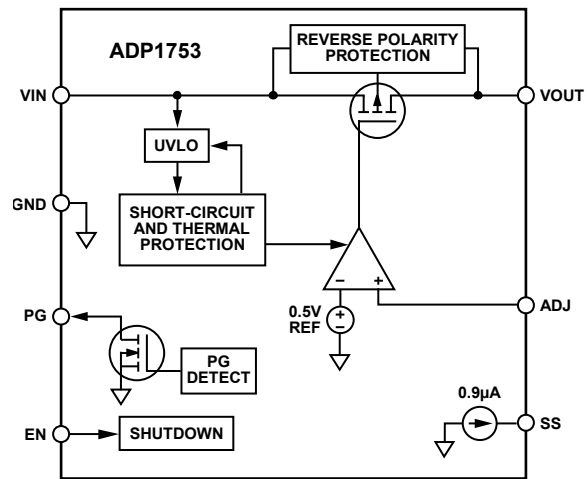 ADP1753
REVERSE POLARITY
PROTECTION
VIN
VOUT
UVLO
GND
SHORT-CIRCUIT
AND THERMAL
PROTECTION
–
+
0.5V
REF
+
–
PG
ADJ
PG
DETECT
0.9µA
EN
SHUTDOWN
SS